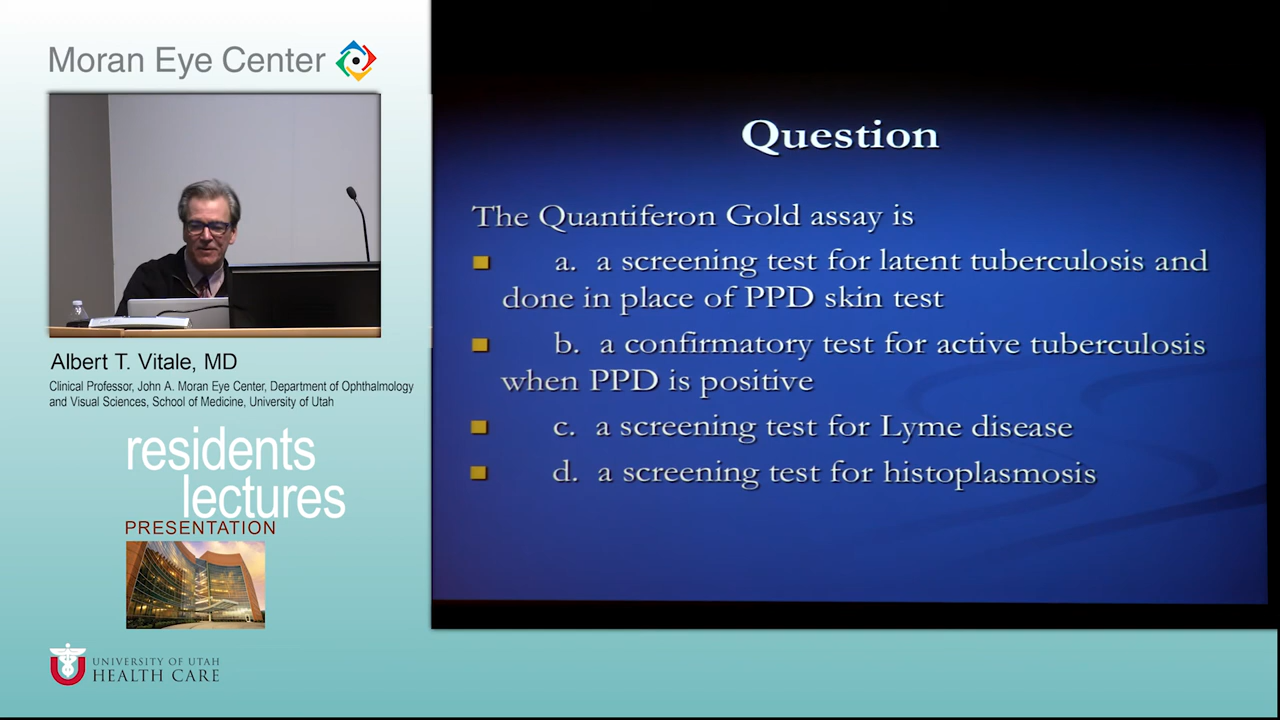 Moran Eye Center
Albert T. Vitale, MD
Clinical Professor, John A. Moran Eye Center, Department of Ophthalmology
and Visual Sciences, School of Medicine, University of Utah
residents
lectures
PRESENTATION
UNIVERSITY OF UTAH
HEALTH CARE
Question
The Quantiferon Gold assay is
a. a screening test for latent tuberculosis and
done in place of PPD skin test
b. a confirmatory test for active tuberculosis
when PPD is positive
c. a screening test for Lyme disease
d. a screening test for histoplasmosis